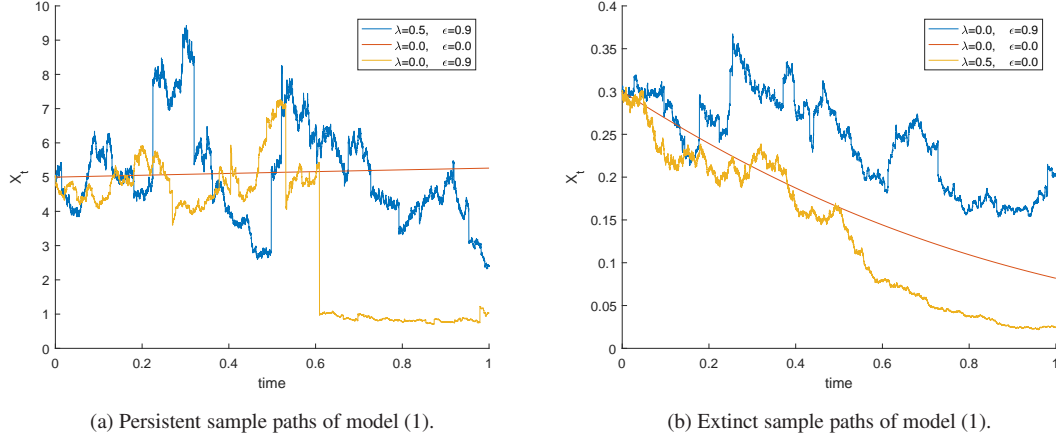 10
9
8
7
6
5
4
3
2
1
0
X_t
0
0.2
0.4
0.6
0.8
1
time
λ=0.5, ϵ=0.9
λ=0.0, ϵ=0.0
λ=0.0, ϵ=0.9
(a) Persistent sample paths of model (1).
0.4
0.35
0.3
0.25
0.2
0.15
0.1
0.05
0
X_t
0
0.2
0.4
0.6
0.8
1
time
λ=0.0, ϵ=0.9
λ=0.0, ϵ=0.0
λ=0.5, ϵ=0.0
(b) Extinct sample paths of model (1).